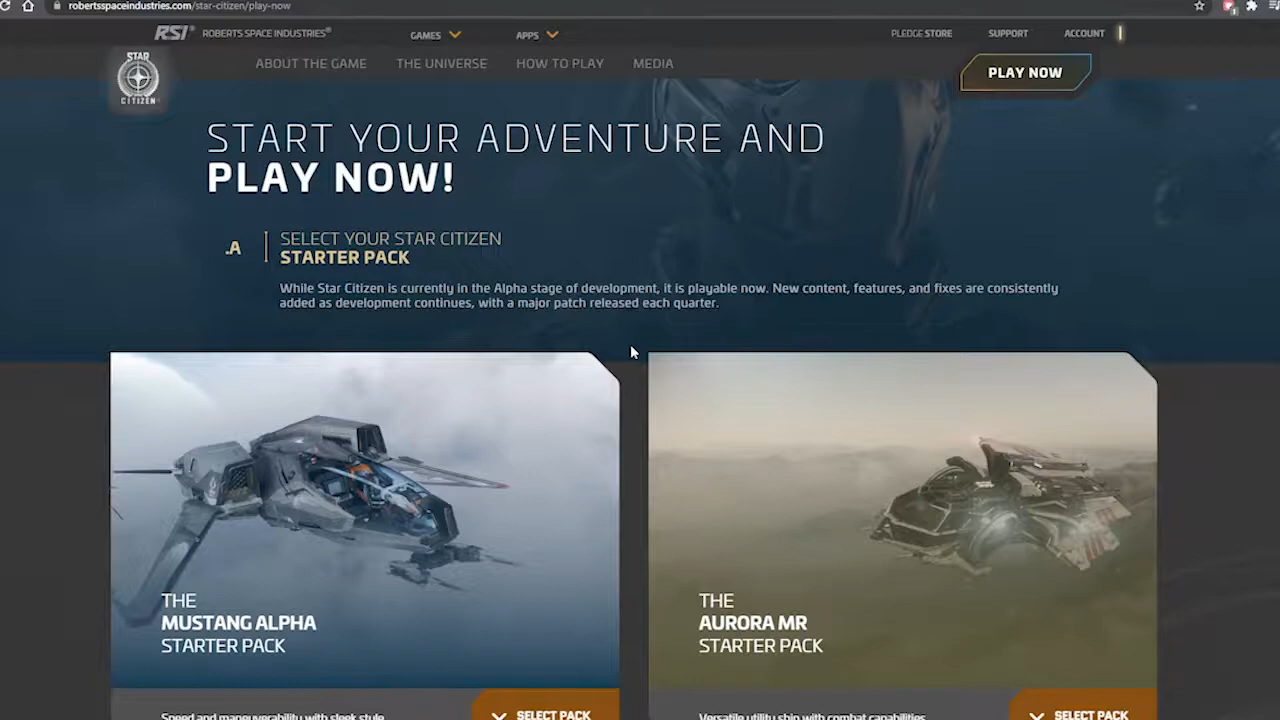 robertsspaceindustries.com/star-citizen/play-now
RSI® ROBERTS SPACE INDUSTRIES® GAMES APPS PLEDGE STORE SUPPORT ACCOUNT
STAR CITIZEN
ABOUT THE GAME THE UNIVERSE HOW TO PLAY MEDIA PLAY NOW
START YOUR ADVENTURE AND
PLAY NOW!
.A SELECT YOUR STAR CITIZEN
STARTER PACK
While Star Citizen is currently in the Alpha stage of development, it is playable now. New content, features, and fixes are consistently
added as development continues, with a major patch released each quarter.
THE
MUSTANG ALPHA
STARTER PACK
THE
AURORA MR
STARTER PACK
Speed and maneuverability with sleek style SELECT PACK
Versatile utility ship with combat capabilities SELECT PACK